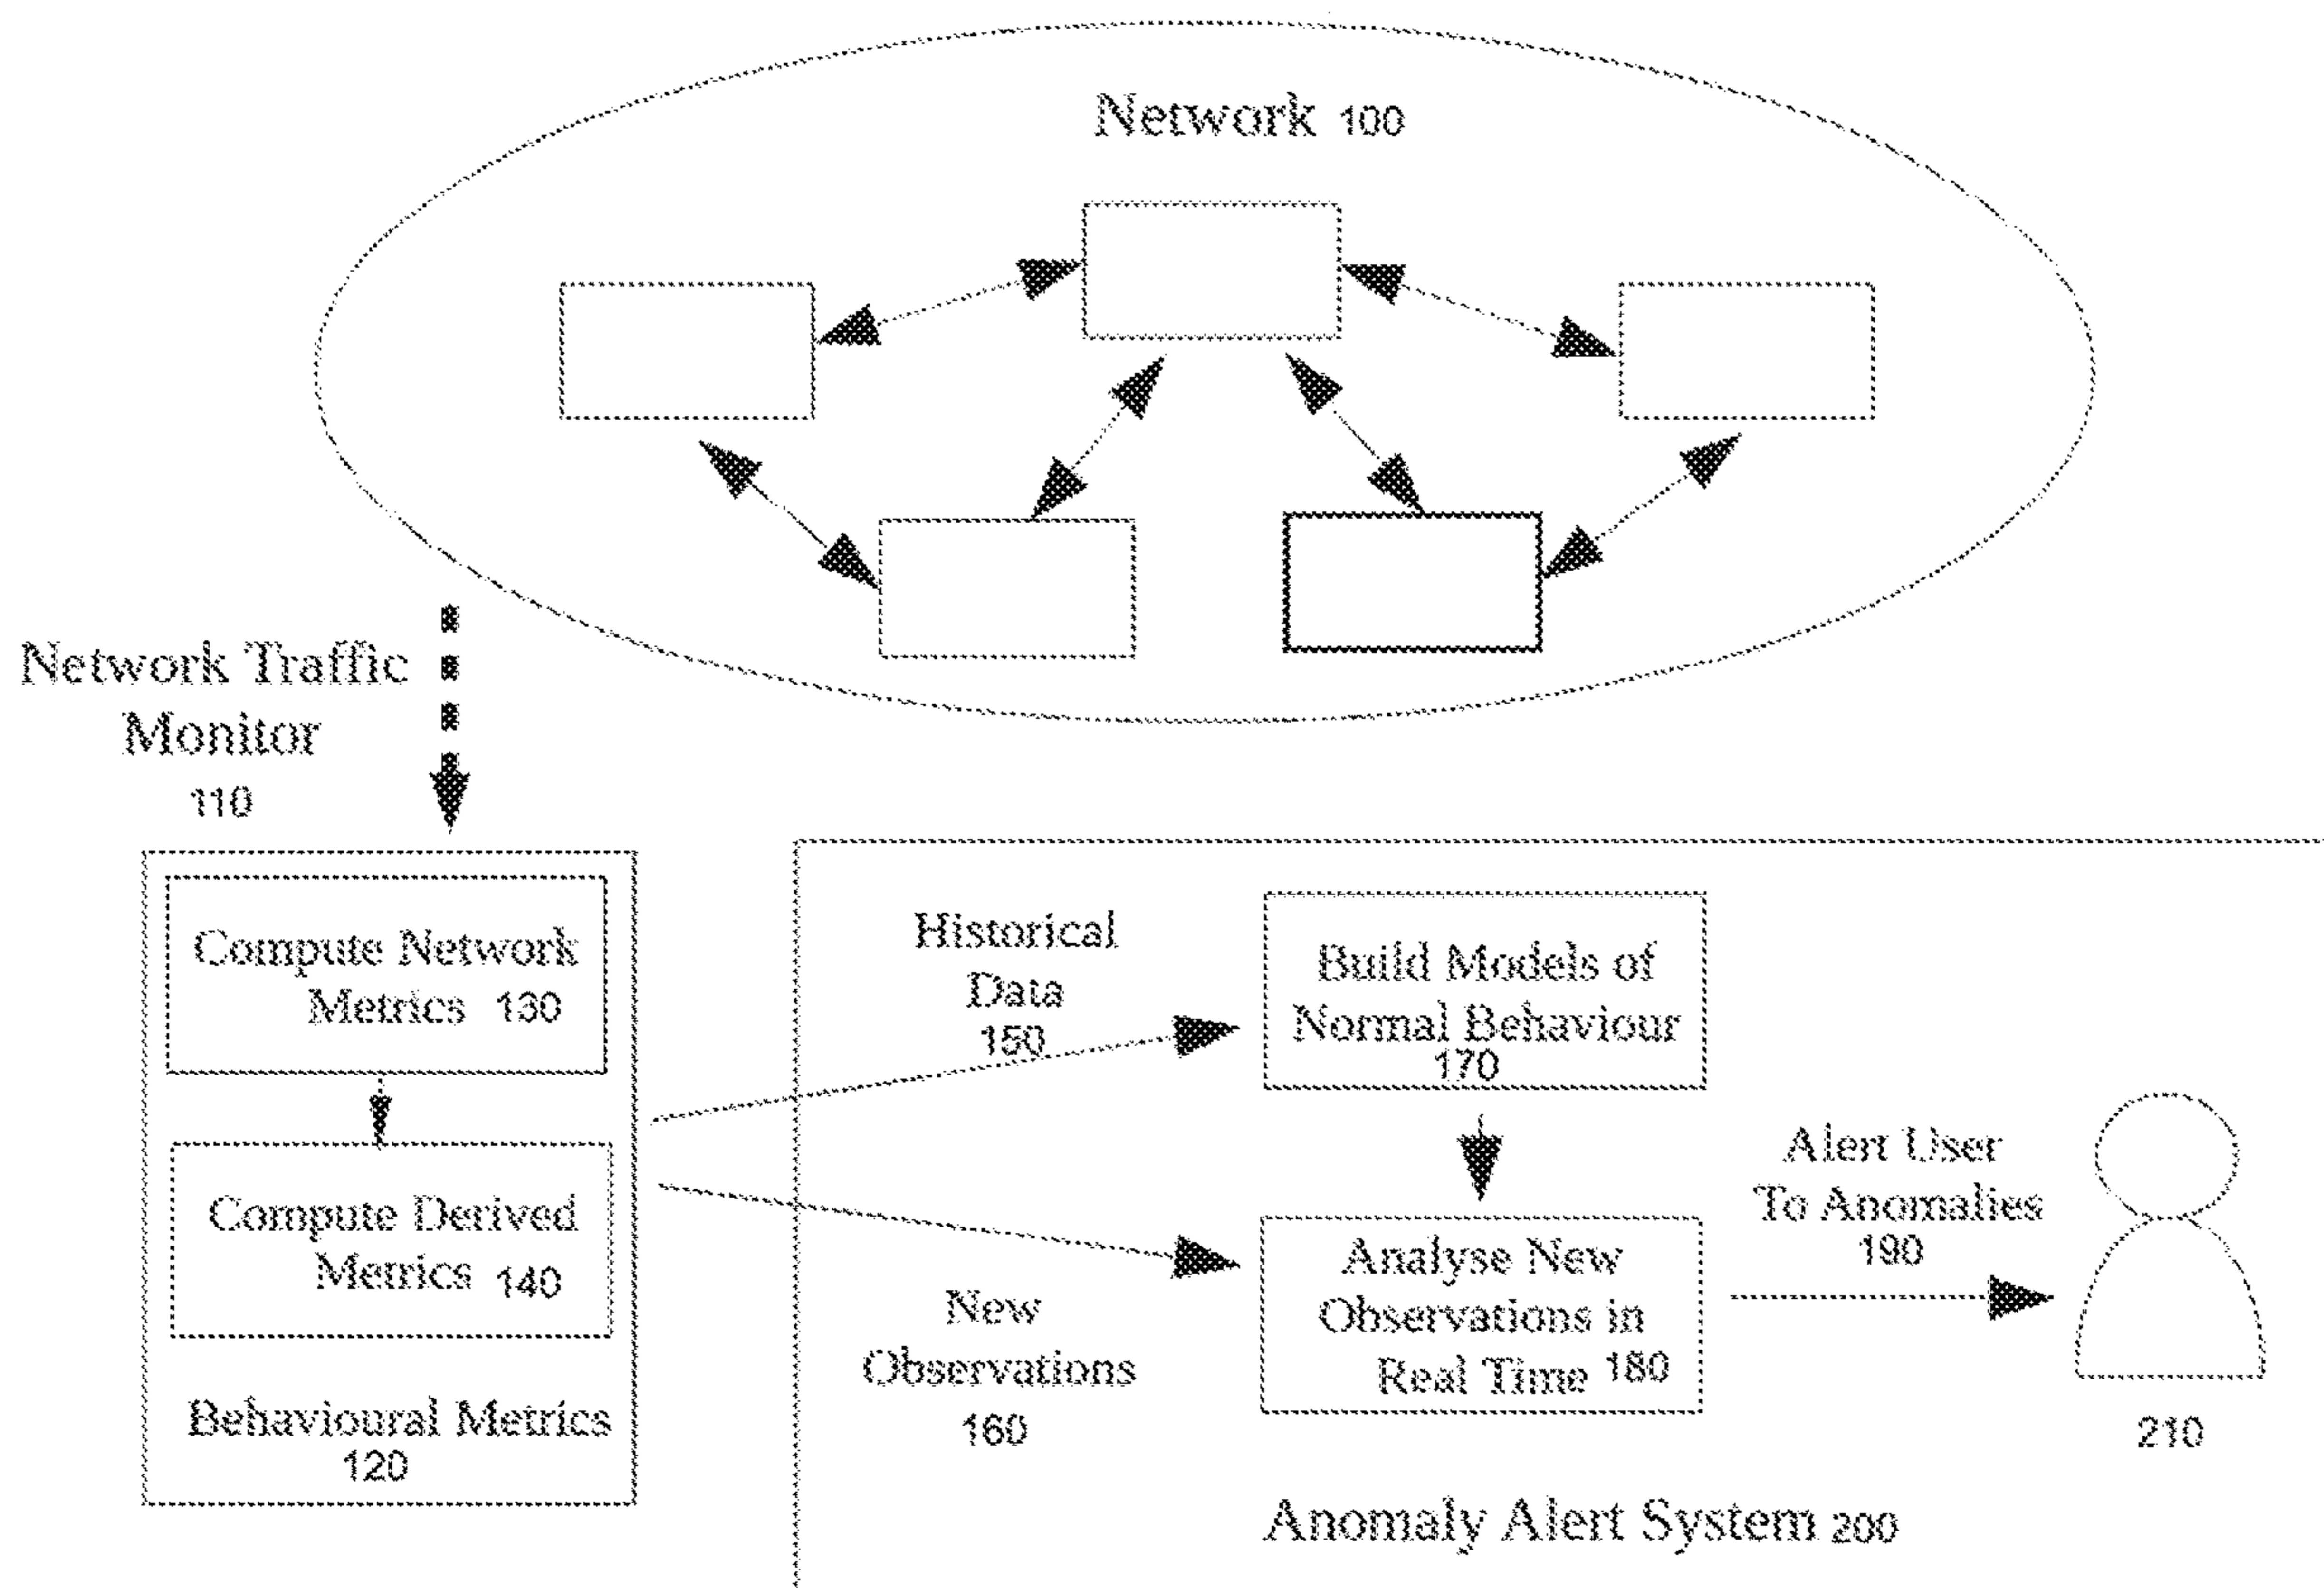 Network 100
Network Traffic
Monitor
110
Compute Network
Metrics 130
Compute Derived
Metrics 140
Behavioural Metrics
120
Historical
Data
150
New
Observations
160
Build Models of
Normal Behaviour
170
Analyse New
Observations in
Real Time 180
Alert User
To Anomalies
190
210
Anomaly Alert System 200